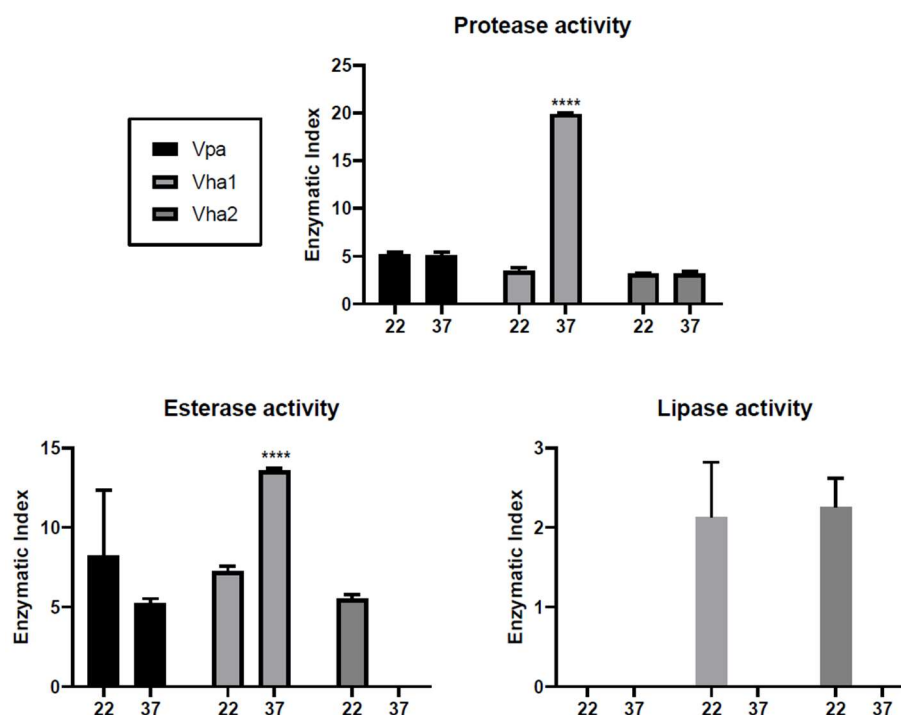 Protease activity
Vpa
Vha1
Vha2
Enzymatic Index
25
20
15
10
5
0
****
22 37 22 37 22 37
Esterase activity
Enzymatic Index
15
10
5
0
****
22 37 22 37 22 37
Lipase activity
Enzymatic Index
3
2
1
0
22 37 22 37 22 37